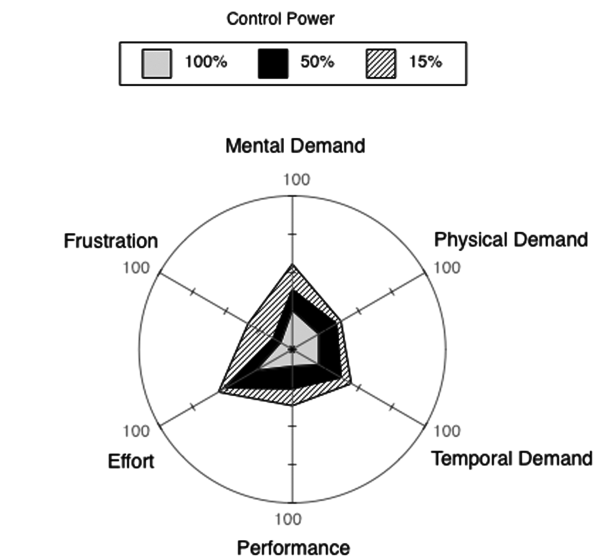 Control Power
100% 50% 15%
Mental Demand
100
Frustration
100
Physical Demand
100
100
Effort
100
Temporal Demand
100
Performance